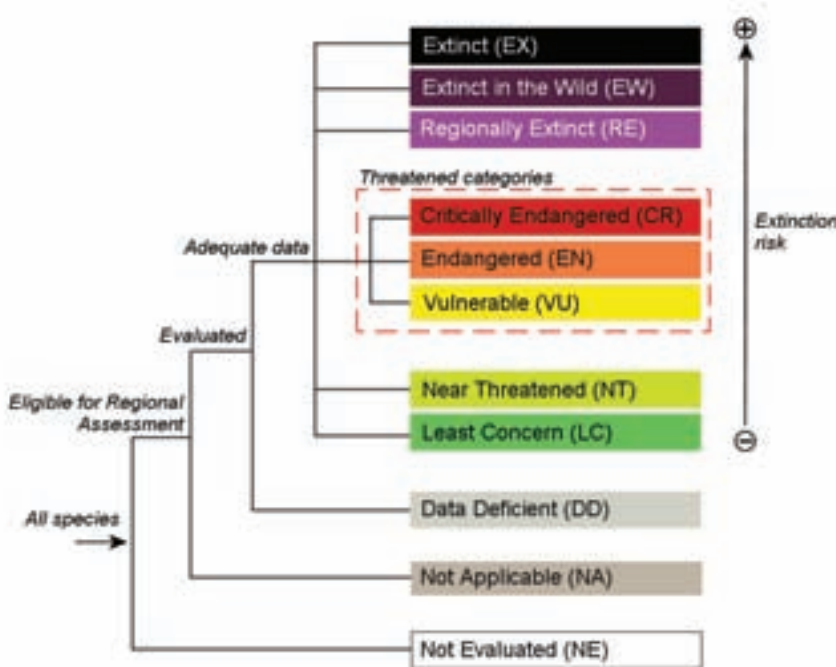 Extinct (EX)
Extinct in the Wild (EW)
Regionally Extinct (RE)
Threatened categories
Critically Endangered (CR)
Endangered (EN)
Vulnerable (VU)
Adequate data
Extinction
risk
Evaluated
Near Threatened (NT)
Eligible for Regional
Assessment
Least Concern (LC)
All species
Data Deficient (DD)
Not Applicable (NA)
Not Evaluated (NE)